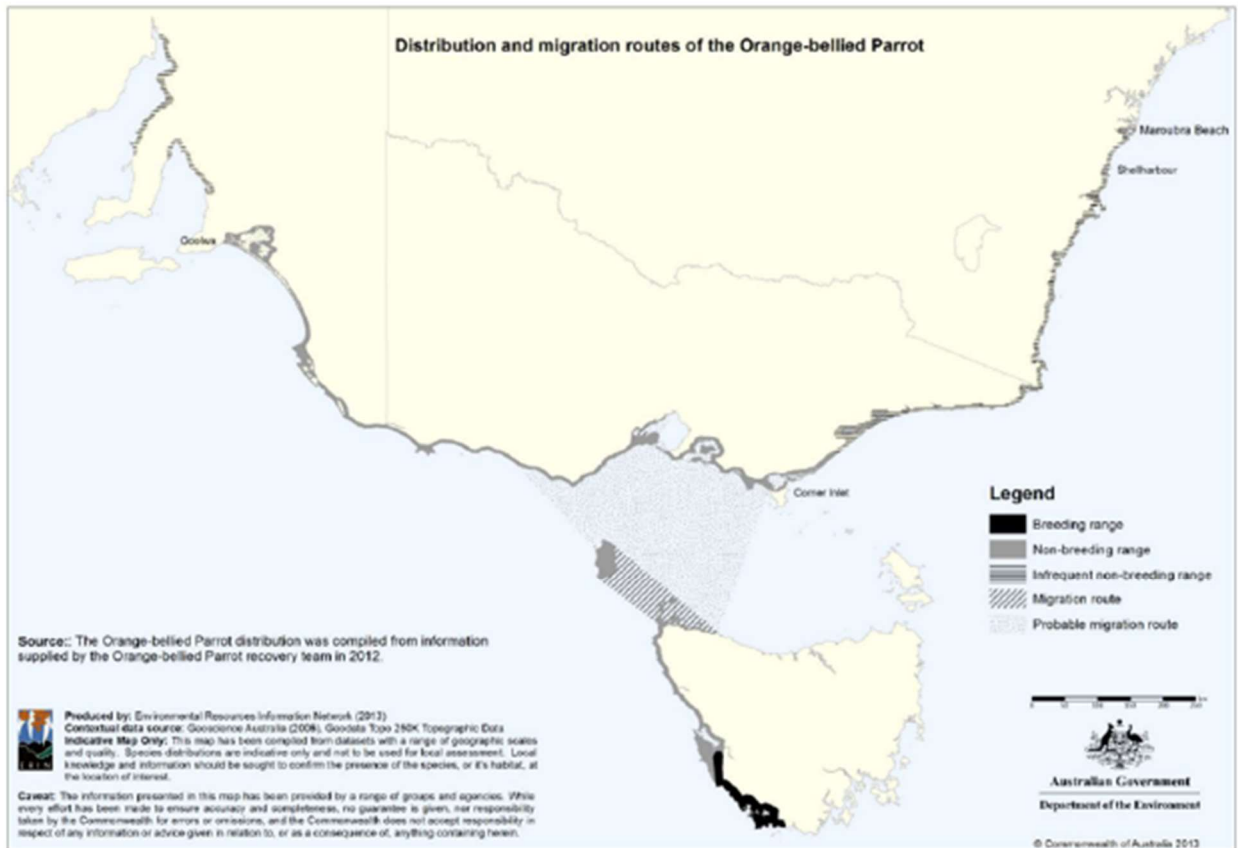 Distribution and migration routes of the Orange-bellied Parrot
Maroubra Beach
Shellharbour
Goolwa
Corner Inlet
Legend
Breeding range
Non-breeding range
Infrequent non-breeding range
Migration route
Probable migration route
Source:: The Orange-bellied Parrot distribution was compiled from information
supplied by the Orange-bellied Parrot recovery team in 2012.
Produced by: Environmental Resources Information Network (2013)
Contextual data source: Geoscience Australia (2006), Geodata Topo 250K Topographic Data
Indicative Map Only: This map has been compiled from datasets with a range of geographic scales
and quality. Species distributions are indicative only and not to be used for local assessment. Local
knowledge and information should be sought to confirm the presence of the species, or it's habitat, at
the location of interest.
ERIN
Caveat: The information presented in this map has been provided by a range of groups and agencies. While
every effort has been made to ensure accuracy and completeness, no guarantee is given, nor responsibility
taken by the Commonwealth for errors or omissions, and the Commonwealth does not accept responsibility in
respect of any information or advice given in relation to, or as a consequence of, anything containing herein.
Australian Government
Department of the Environment
© Commonwealth of Australia 2013